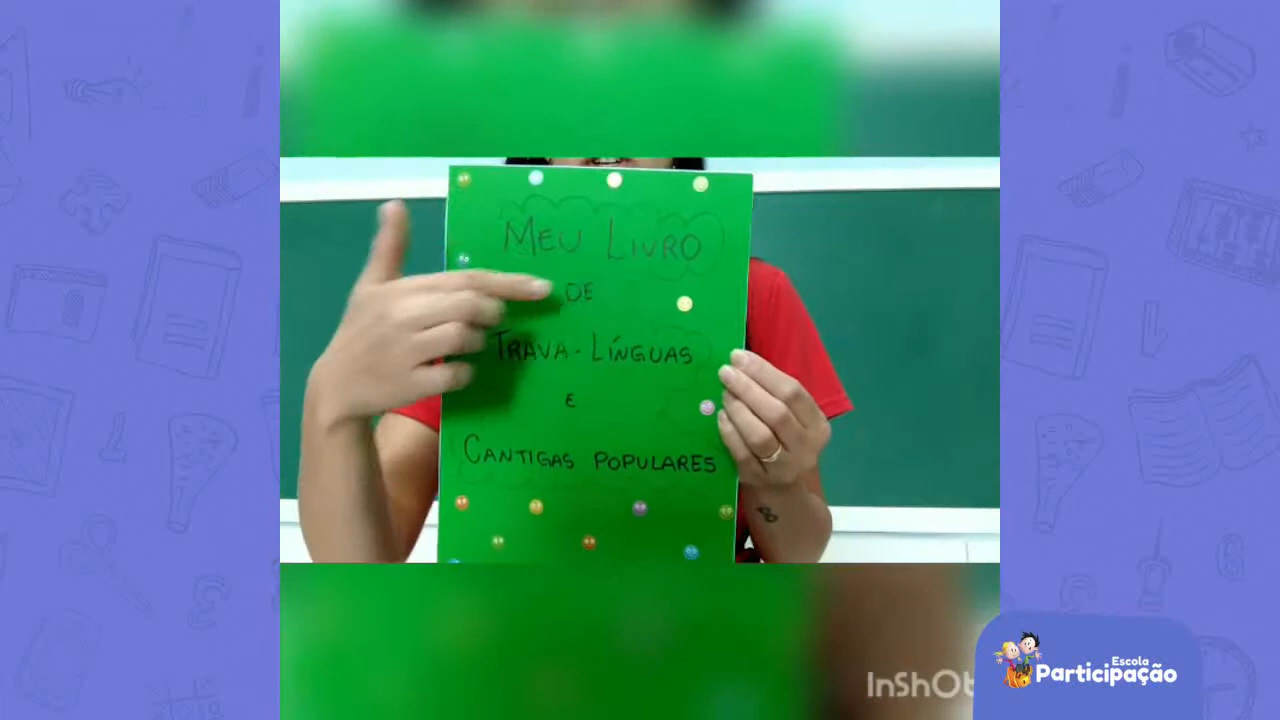 MEU LIVRO
DE
TRAVA-LÍNGUAS
E
CANTIGAS POPULARES
InShOt
Escola
Participação